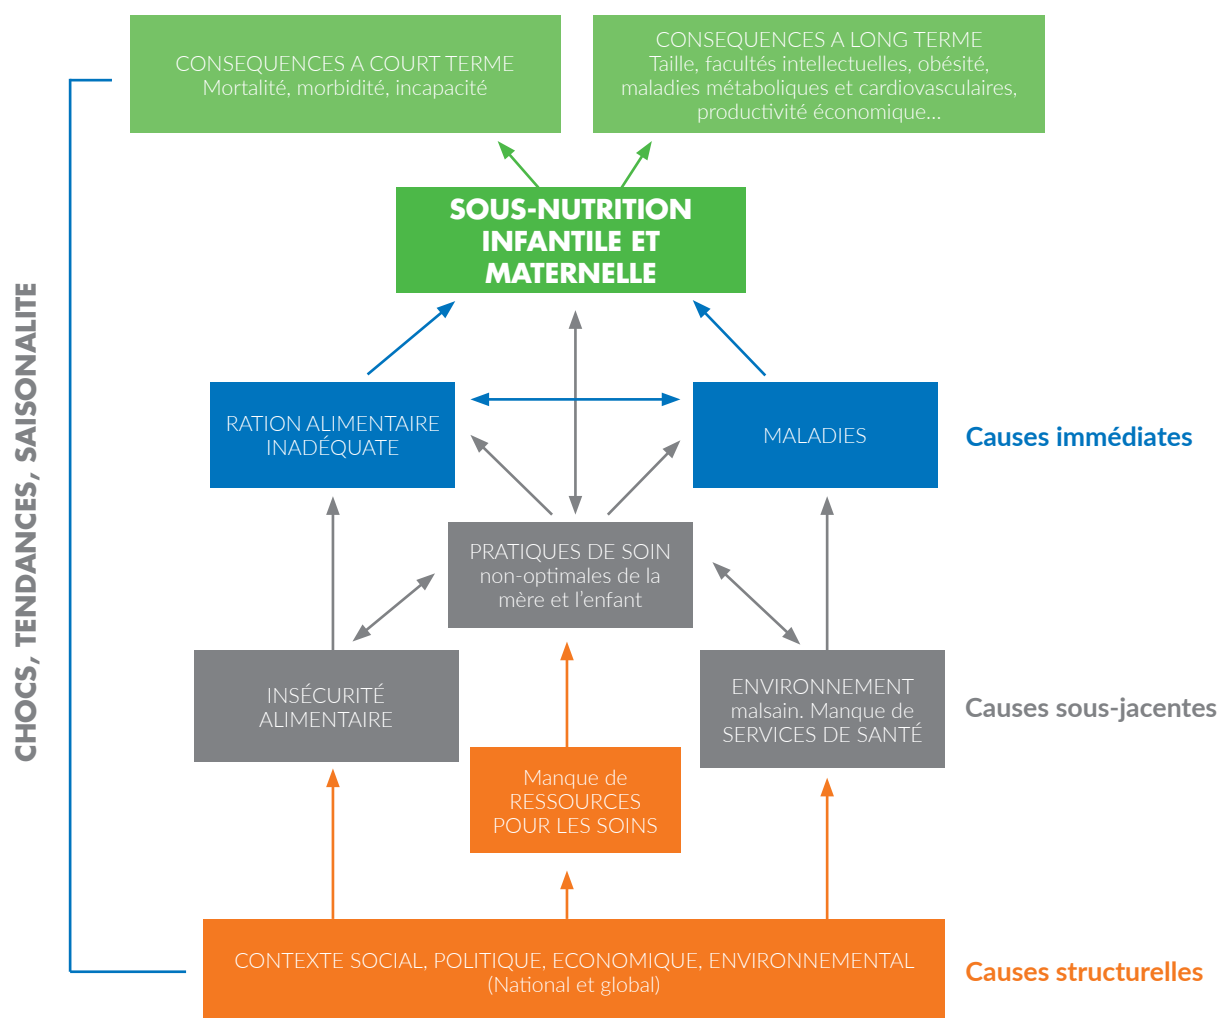 CONSEQUENCES A COURT TERME
Mortalité, morbidité, incapacité
CONSEQUENCES A LONG TERME
Taille, facultés intellectuelles, obésité,
maladies métaboliques et cardiovasculaires,
productivité économique...
SOUS-NUTRITION
INFANTILE ET
MATERNELLE
CHOCS, TENDANCES, SAISONALITE
RATION ALIMENTAIRE
INADÉQUATE
MALADIES
Causes immédiates
PRATIQUES DE SOIN
non-optimales de la
mère et l'enfant
INSÉCURITÉ
ALIMENTAIRE
ENVIRONNEMENT
malsain. Manque de
SERVICES DE SANTÉ
Causes sous-jacentes
Manque de
RESSOURCES
POUR LES SOINS
CONTEXTE SOCIAL, POLITIQUE, ECONOMIQUE, ENVIRONNEMENTAL
(National et global)
Causes structurelles